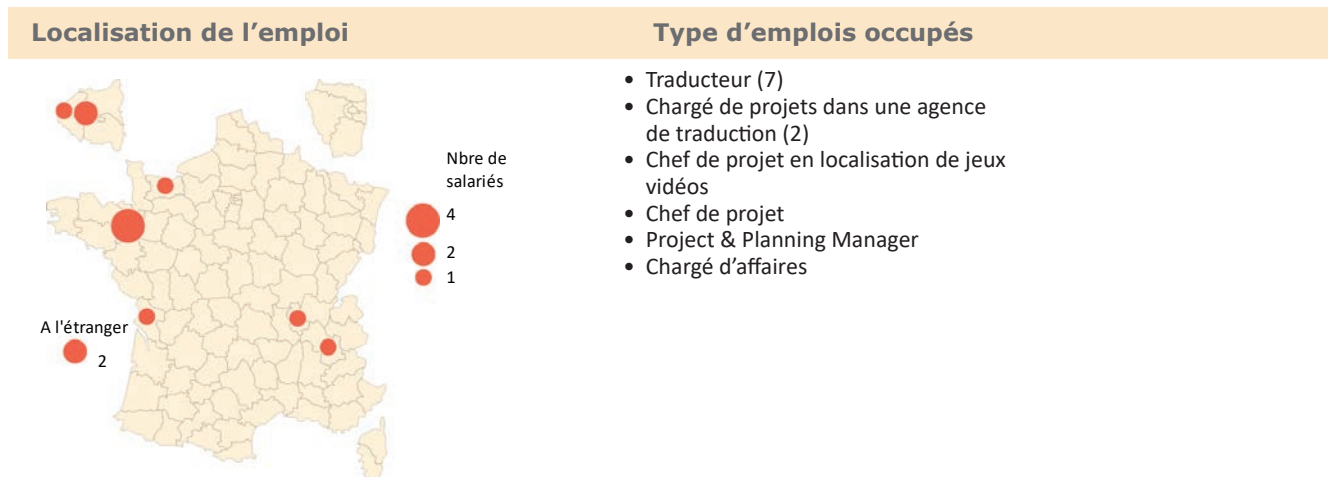 Localisation de l’emploi
Type d’emplois occupés
Nbre de
salariés
4
2
1
A l'étranger
2
• Traducteur (7)
• Chargé de projets dans une agence
de traduction (2)
• Chef de projet en localisation de jeux
vidéos
• Chef de projet
• Project & Planning Manager
• Chargé d’affaires